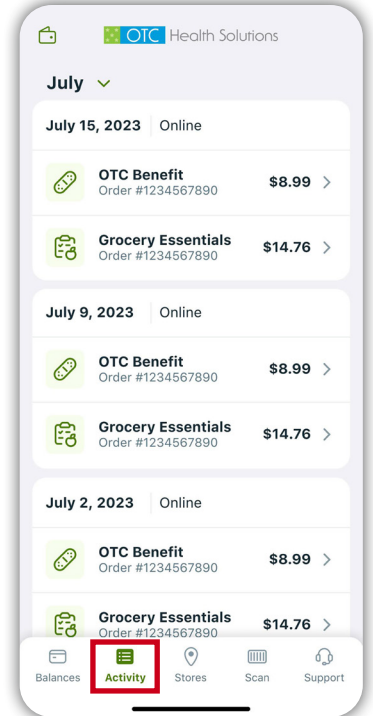 OTC Health Solutions
July
July 15, 2023 Online
OTC Benefit
Order #1234567890
$8.99
Grocery Essentials
Order #1234567890
$14.76
July 9, 2023 Online
OTC Benefit
Order #1234567890
$8.99
Grocery Essentials
Order #1234567890
$14.76
July 2, 2023 Online
OTC Benefit
Order #1234567890
$8.99
Grocery Essentials
Order #1234567890
$14.76
Balances Activity Stores Scan Support